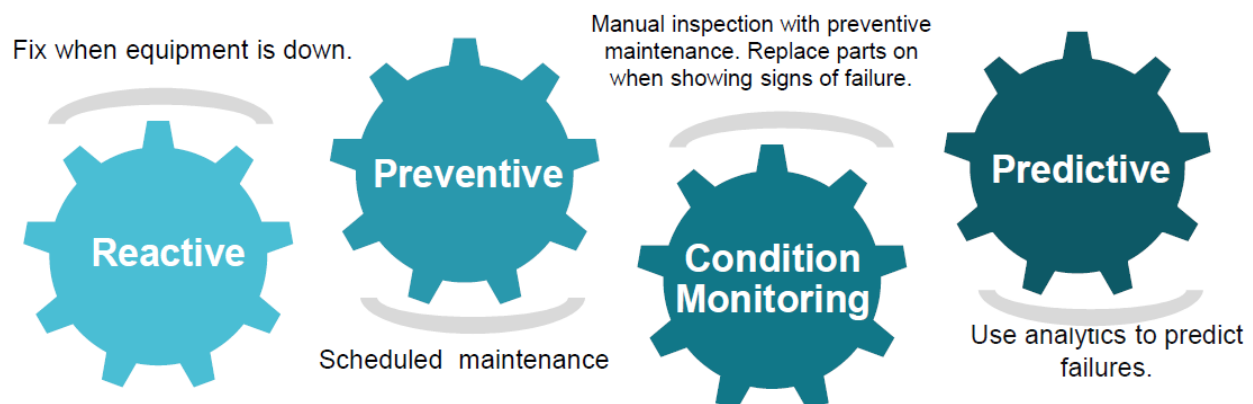 Fix when equipment is down.
Reactive
Preventive
Scheduled maintenance
Manual inspection with preventive
maintenance. Replace parts on
when showing signs of failure.
Condition
Monitoring
Predictive
Use analytics to predict
failures.